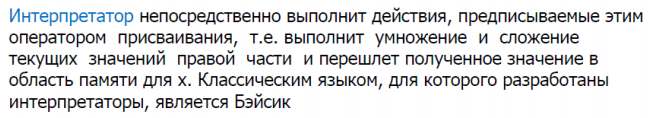 Интерпретатор непосредственно выполнит действия, предписываемые этим
оператором присваивания, т.е. выполнит умножение и сложение
текущих значений правой части и перешлет полученное значение в
область памяти для x. Классическим языком, для которого разработаны
интерпретаторы, является Бэйсик